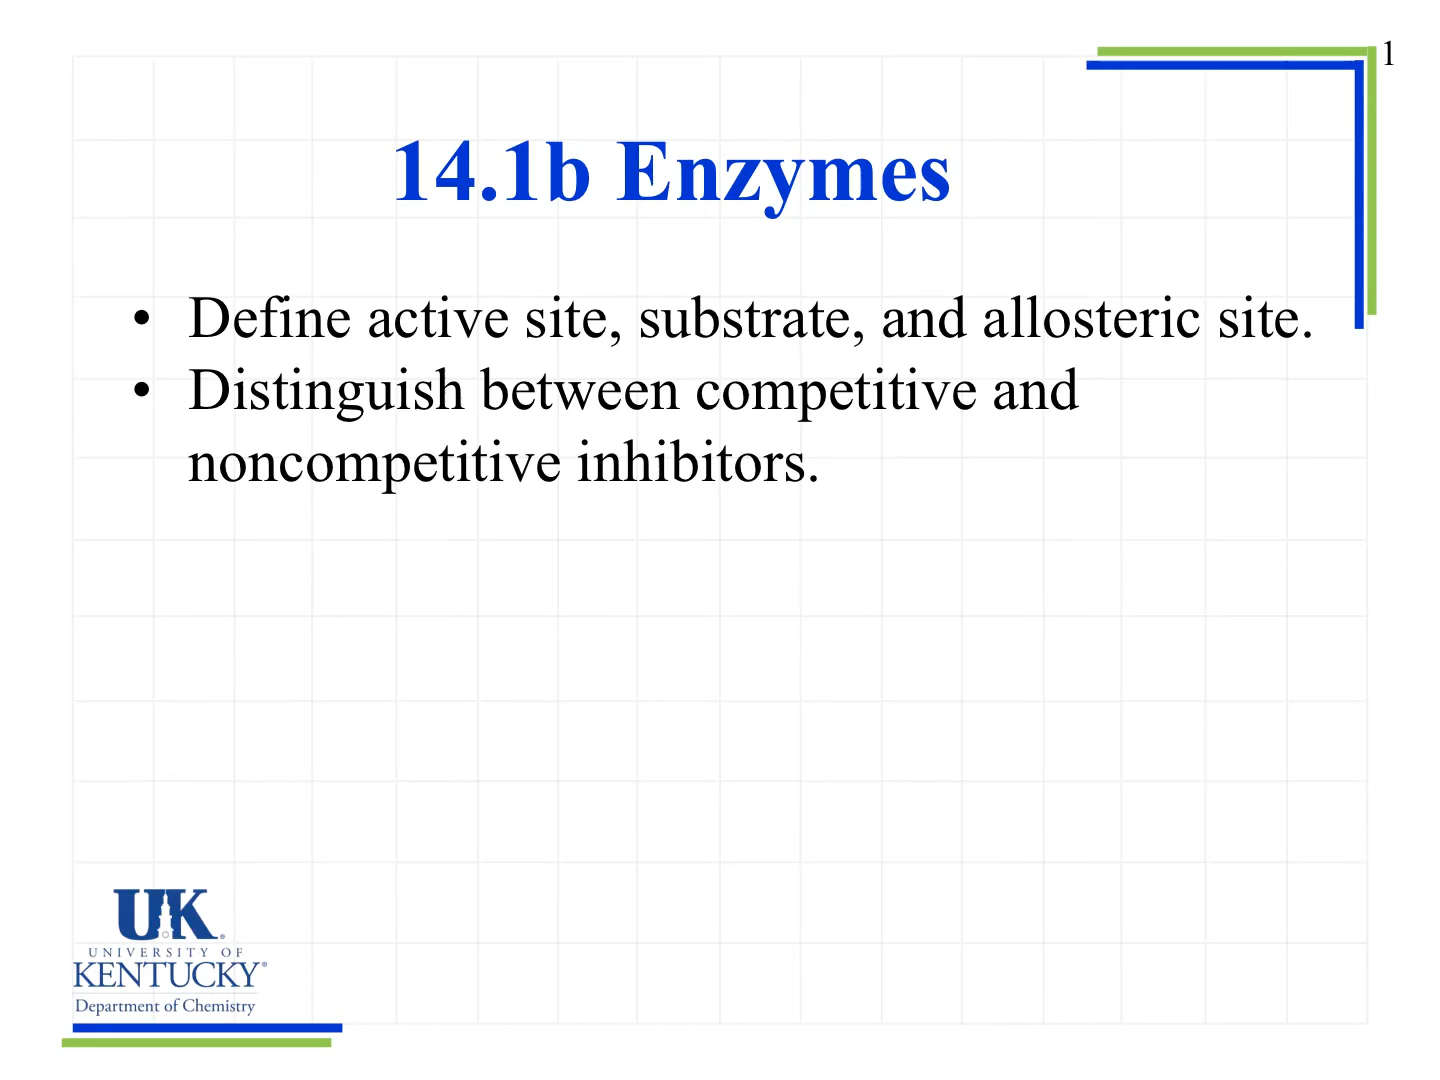 1
14.1b Enzymes
• Define active site, substrate, and allosteric site.
• Distinguish between competitive and
noncompetitive inhibitors.
UK
UNIVERSITY OF
KENTUCKY®
Department of Chemistry